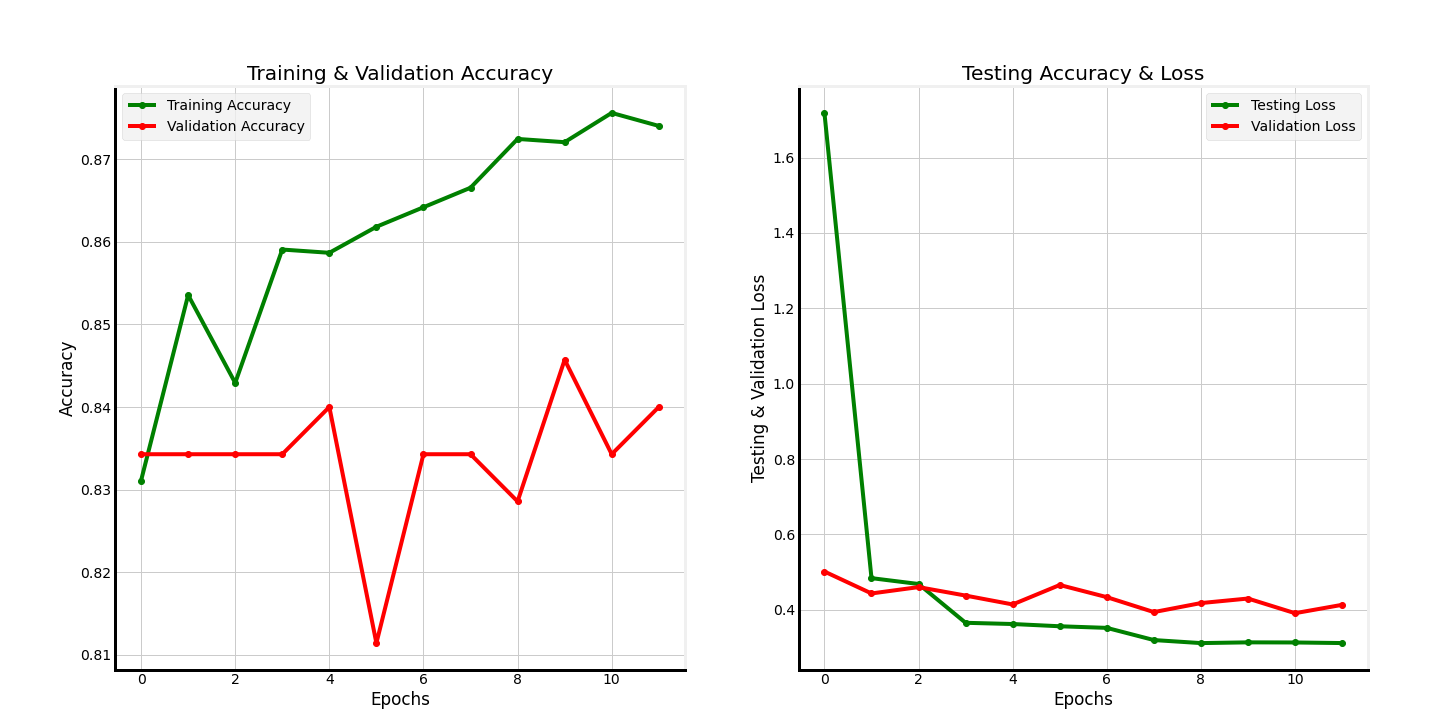 Training & Validation Accuracy
Training Accuracy
Validation Accuracy
0.87
0.86
0.85
0.84
0.83
0.82
0.81
Accuracy
0 2 4 6 8 10
Epochs
Testing Accuracy & Loss
Testing Loss
Validation Loss
1.6
1.4
1.2
1.0
0.8
0.6
0.4
Testing & Validation Loss
0 2 4 6 8 10
Epochs